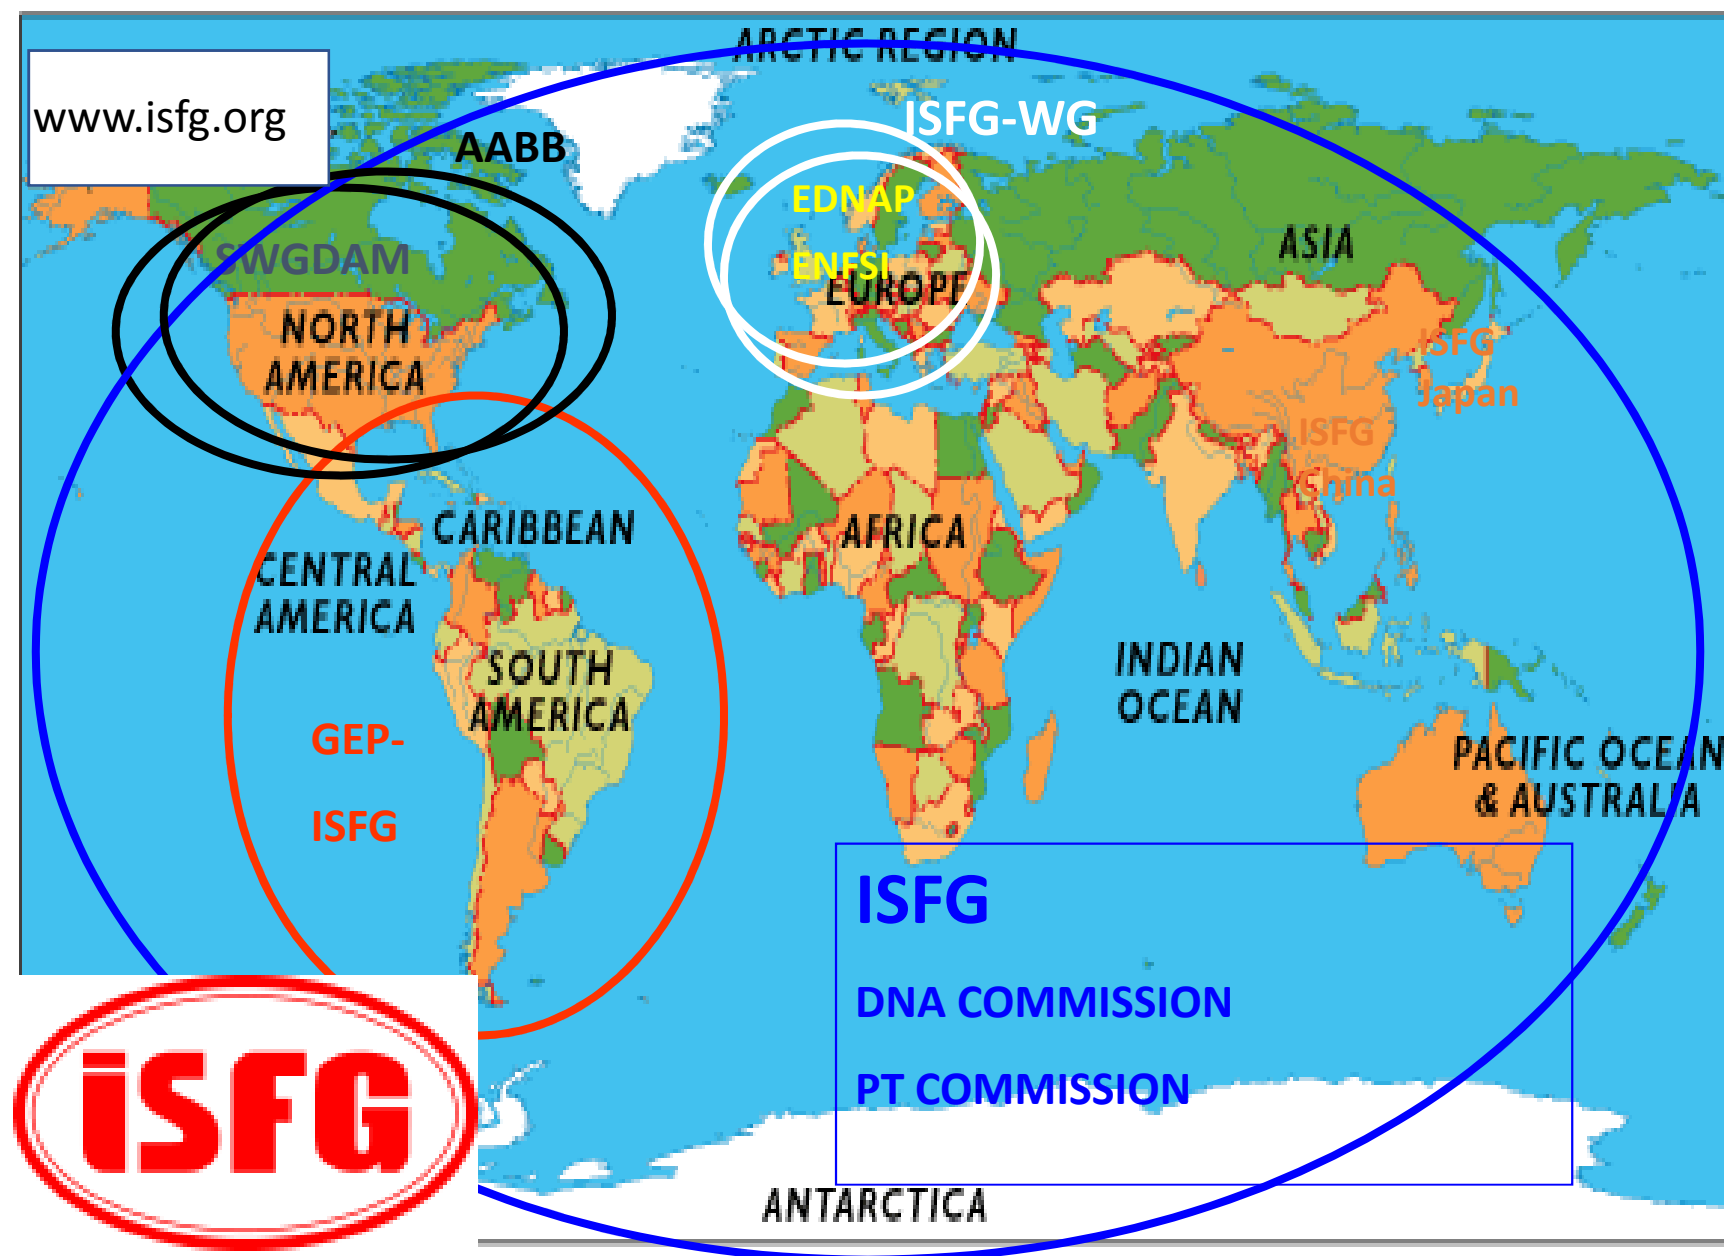 ARCTIC REGION
www.isfg.org
ISFG-WG
AABB
EDNAP
SWGDAM
ENFSI
EUROPE
ASIA
NORTH
AMERICA
ISFG
Japan
ISFG
China
CARIBBEAN
AFRICA
CENTRAL
AMERICA
SOUTH
AMERICA
INDIAN
OCEAN
GEP-
ISFG
PACIFIC OCEAN
& AUSTRALIA
ISFG
DNA COMMISSION
PT COMMISSION
iSFG
ANTARCTICA